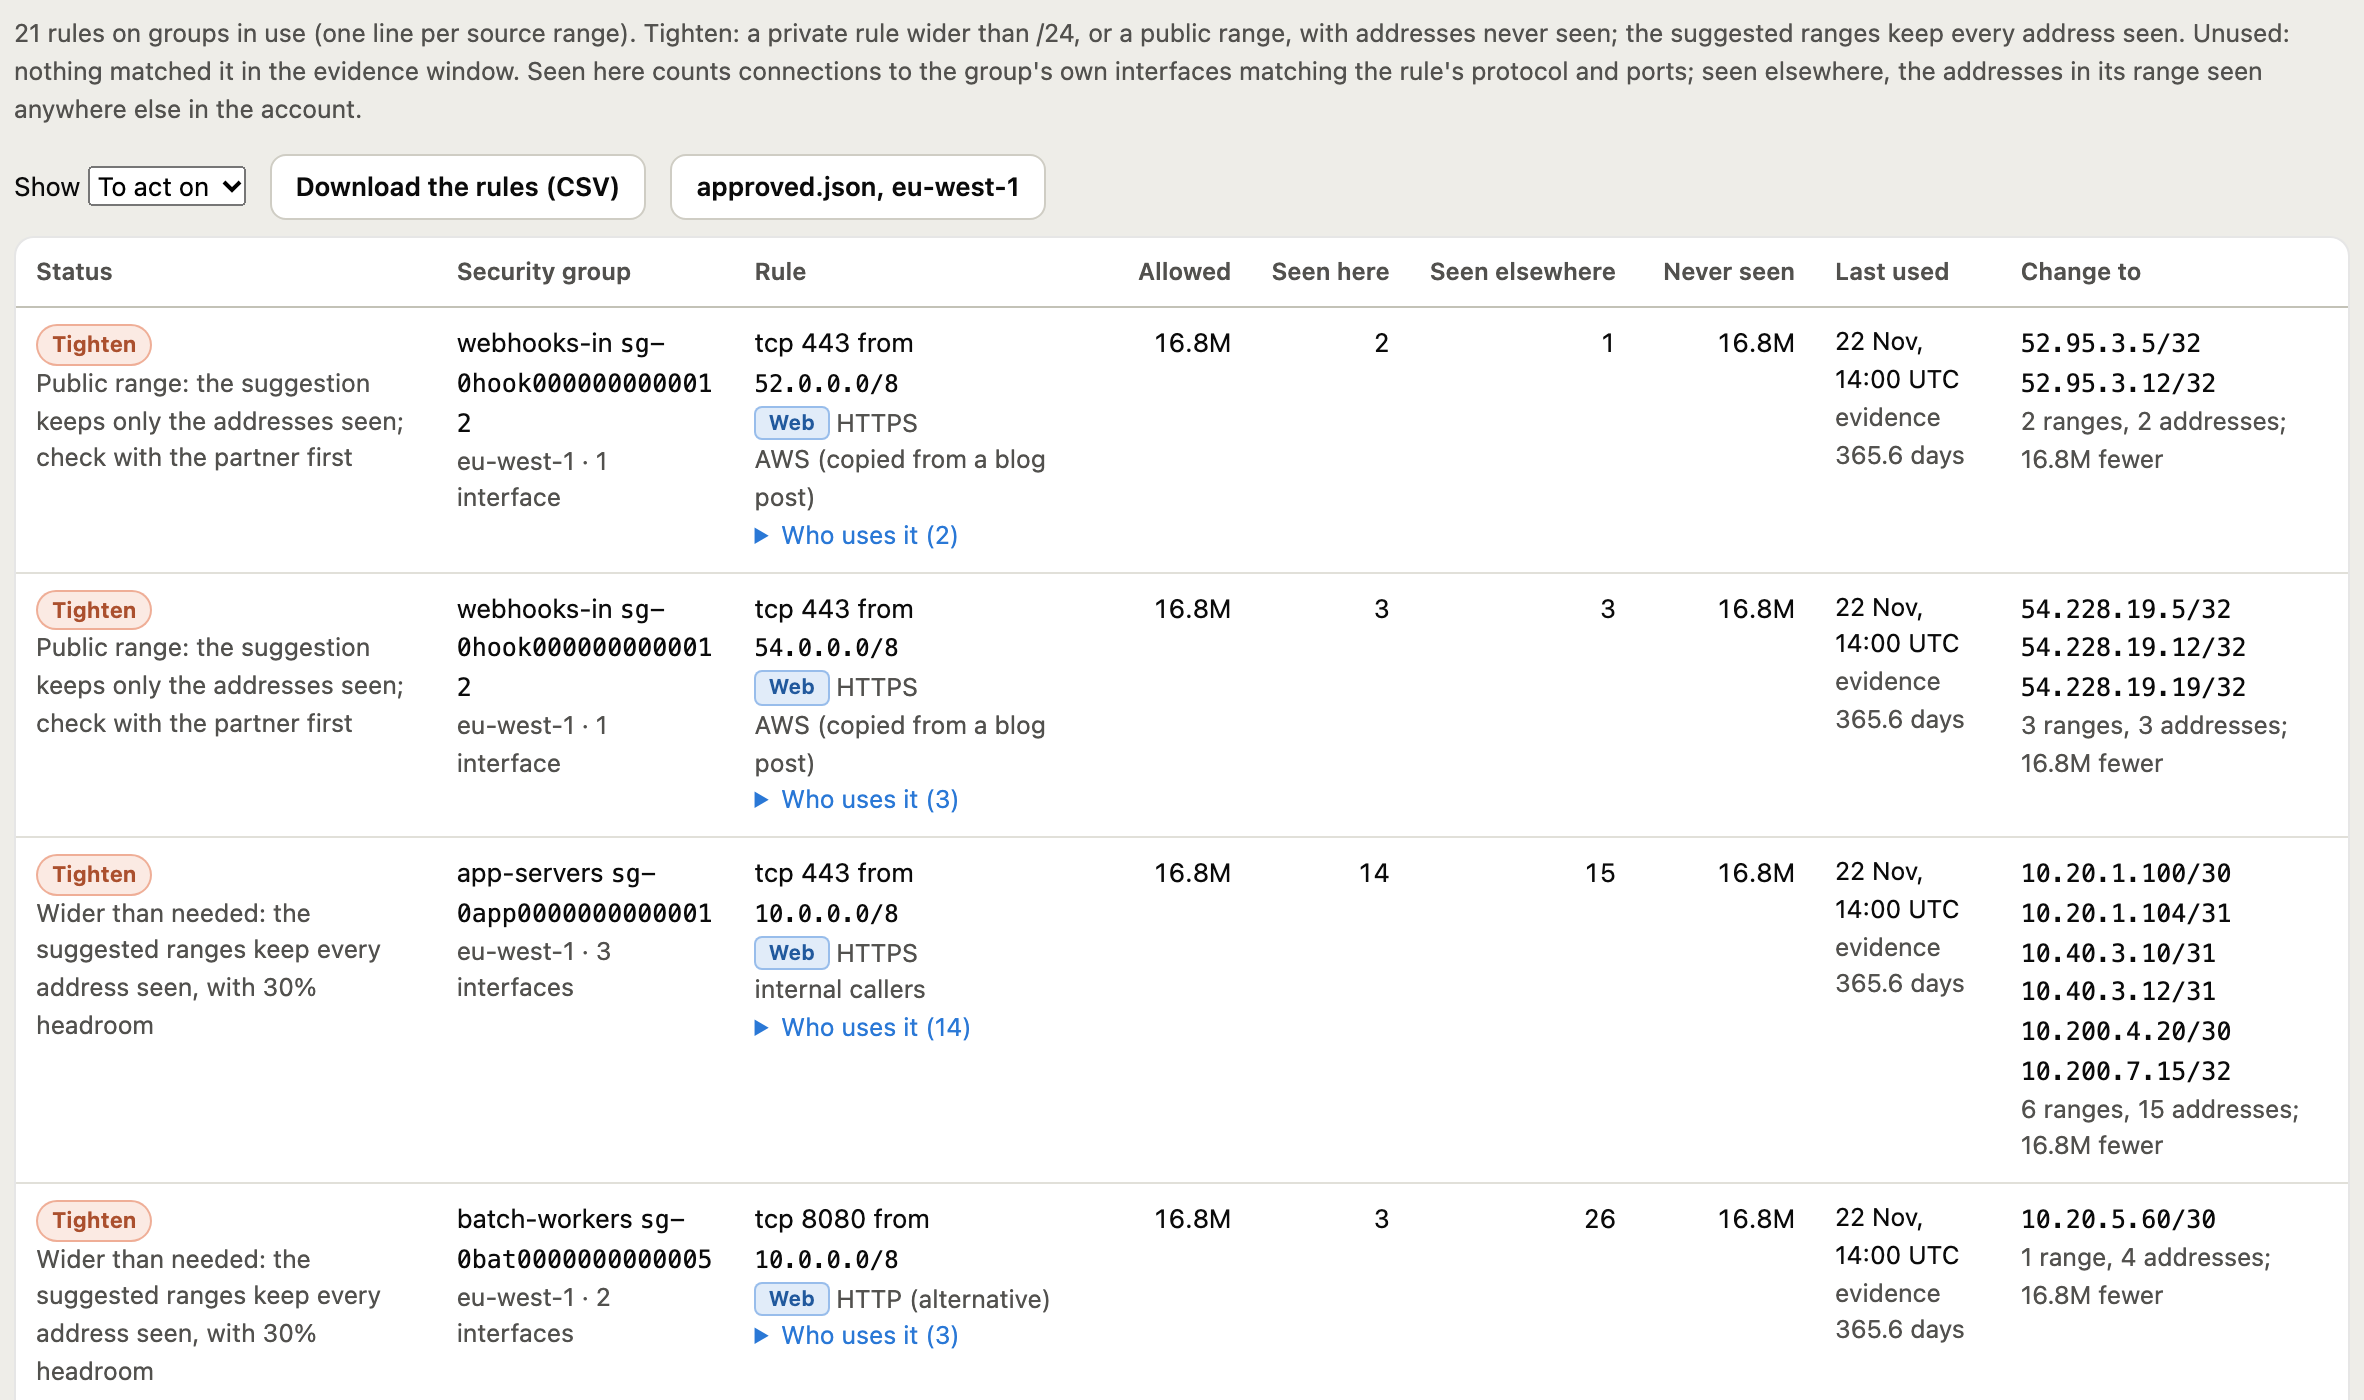 21 rules on groups in use (one line per source range). Tighten: a private rule wider than /24, or a public range, with addresses never seen; the suggested ranges keep every address seen. Unused:
nothing matched it in the evidence window. Seen here counts connections to the group's own interfaces matching the rule's protocol and ports; seen elsewhere, the addresses in its range seen
anywhere else in the account.
Show To act on Download the rules (CSV) approved.json, eu-west-1
Status Security group Rule Allowed Seen here Seen elsewhere Never seen Last used Change to
Tighten
Public range: the suggestion
keeps only the addresses seen;
check with the partner first
webhooks-in sg-
0hook000000000001
2
eu-west-1 · 1
interface
tcp 443 from
52.0.0.0/8
Web HTTPS
AWS (copied from a blog
post)
▶ Who uses it (2)
16.8M
2
1
16.8M
22 Nov,
14:00 UTC
evidence
365.6 days
52.95.3.5/32
52.95.3.12/32
2 ranges, 2 addresses;
16.8M fewer
Tighten
Public range: the suggestion
keeps only the addresses seen;
check with the partner first
webhooks-in sg-
0hook000000000001
2
eu-west-1 · 1
interface
tcp 443 from
54.0.0.0/8
Web HTTPS
AWS (copied from a blog
post)
▶ Who uses it (3)
16.8M
3
3
16.8M
22 Nov,
14:00 UTC
evidence
365.6 days
54.228.19.5/32
54.228.19.12/32
54.228.19.19/32
3 ranges, 3 addresses;
16.8M fewer
Tighten
Wider than needed: the
suggested ranges keep every
address seen, with 30%
headroom
app-servers sg-
0app0000000000001
eu-west-1 · 3
interfaces
tcp 443 from
10.0.0.0/8
Web HTTPS
internal callers
▶ Who uses it (14)
16.8M
14
15
16.8M
22 Nov,
14:00 UTC
evidence
365.6 days
10.20.1.100/30
10.20.1.104/31
10.40.3.10/31
10.40.3.12/31
10.200.4.20/30
10.200.7.15/32
6 ranges, 15 addresses;
16.8M fewer
Tighten
Wider than needed: the
suggested ranges keep every
address seen, with 30%
headroom
batch-workers sg-
0bat0000000000005
eu-west-1 · 2
interfaces
tcp 8080 from
10.0.0.0/8
Web HTTP (alternative)
▶ Who uses it (3)
16.8M
3
26
16.8M
22 Nov,
14:00 UTC
evidence
365.6 days
10.20.5.60/30
1 range, 4 addresses;
16.8M fewer